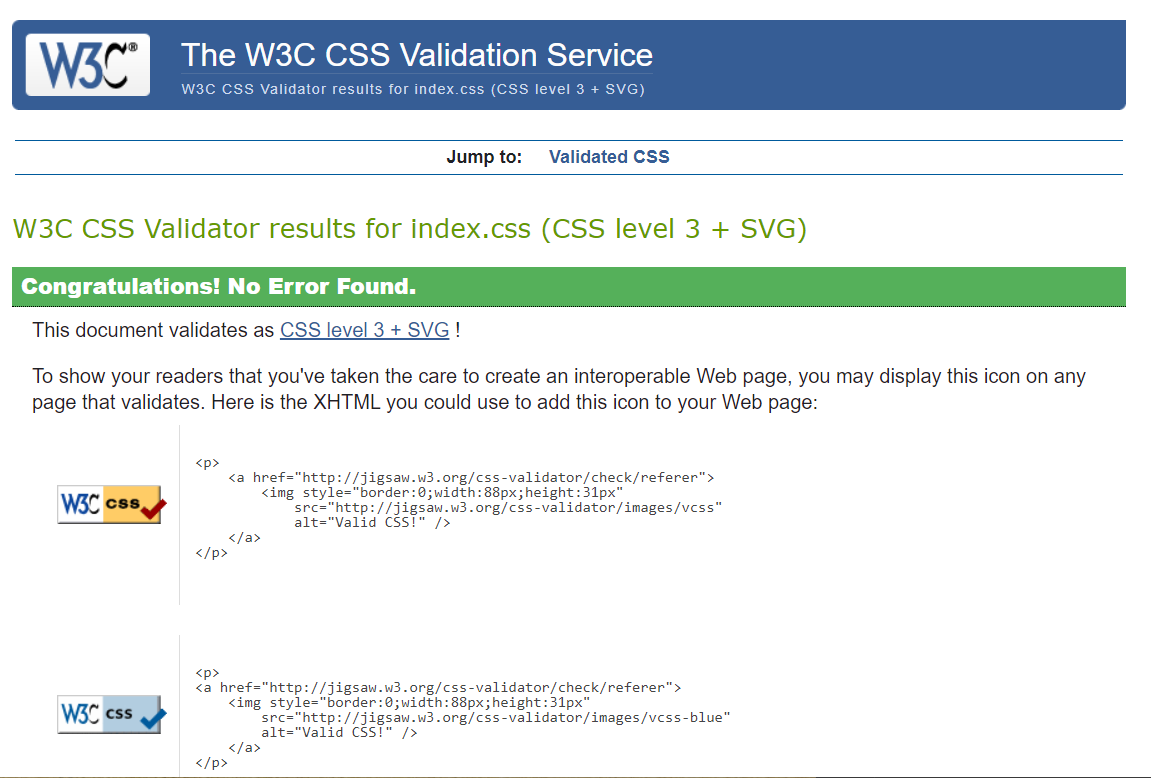 W3C® The W3C CSS Validation Service
W3C CSS Validator results for index.css (CSS level 3 + SVG)
Jump to: Validated CSS
W3C CSS Validator results for index.css (CSS level 3 + SVG)
Congratulations! No Error Found.
This document validates as CSS level 3 + SVG !
To show your readers that you've taken the care to create an interoperable Web page, you may display this icon on any
page that validates. Here is the XHTML you could use to add this icon to your Web page:
W3C css
<p>
<a href="http://jigsaw.w3.org/css-validator/check/referer">
<img style="border:0;width:88px;height:31px"
src="http://jigsaw.w3.org/css-validator/images/vcss"
alt="Valid CSS!" />
</a>
</p>
W3C css
<p>
<a href="http://jigsaw.w3.org/css-validator/check/referer">
<img style="border:0;width:88px;height:31px"
src="http://jigsaw.w3.org/css-validator/images/vcss-blue"
alt="Valid CSS!" />
</a>
</p>